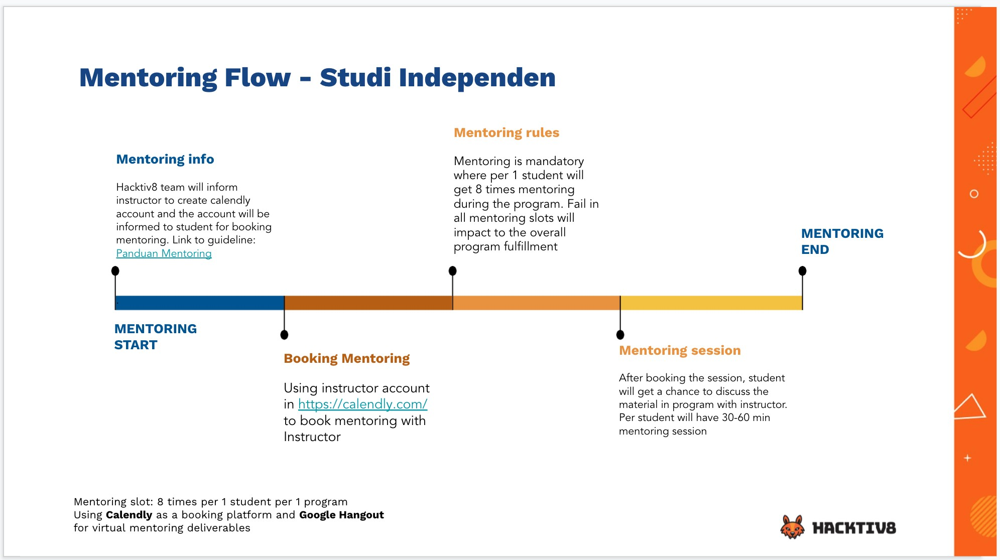 Mentoring Flow - Studi Independen
Mentoring info
Hacktiv8 team will inform
instructor to create calendly
account and the account will be
informed to student for booking
mentoring. Link to guideline:
Panduan Mentoring
MENTORING
START
Booking Mentoring
Using instructor account
in https://calendly.com/
to book mentoring with
Instructor
Mentoring rules
Mentoring is mandatory
where per 1 student will
get 8 times mentoring
during the program. Fail in
all mentoring slots will
impact to the overall
program fulfillment
Mentoring session
After booking the session, student
will get a chance to discuss the
material in program with instructor.
Per student will have 30-60 min
mentoring session
MENTORING
END
Mentoring slot: 8 times per 1 student per 1 program
Using Calendly as a booking platform and Google Hangout
for virtual mentoring deliverables
HACKTIV8